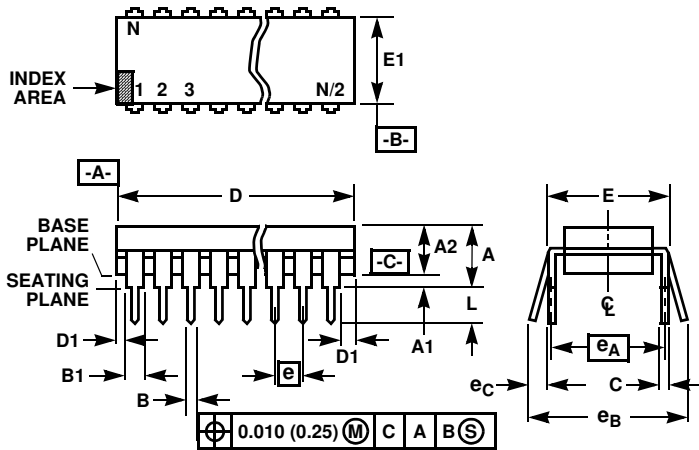 N
E1
INDEX
AREA
1 2 3 N/2
-B-
-A-
D
E
BASE
PLANE
A2
A
-C-
SEATING
PLANE
L
C L
D1
A1
D1
e
eA
B1
eC
C
B
eB
0.010 (0.25) M C A B S